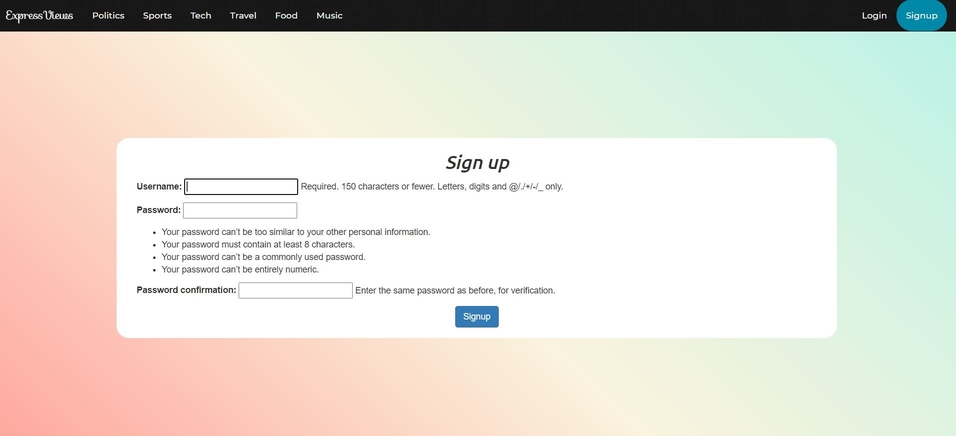 ExpressViews Politics Sports Tech Travel Food Music Login Signup
Sign up
Username: Required. 150 characters or fewer. Letters, digits and @/./+/-/_ only.
Password:
Your password can't be too similar to your other personal information.
Your password must contain at least 8 characters.
Your password can't be a commonly used password.
Your password can't be entirely numeric.
Password confirmation: Enter the same password as before, for verification.
Signup